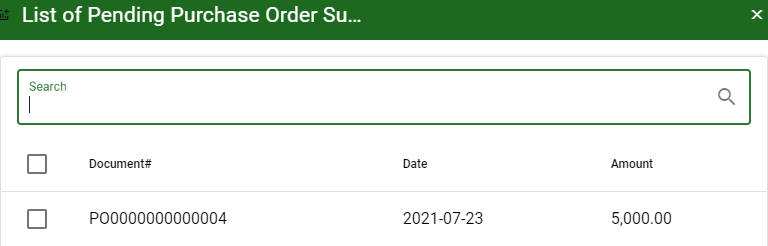 List of Pending Purchase Order Su...
Search
Document# Date Amount
PO0000000000004 2021-07-23 5,000.00